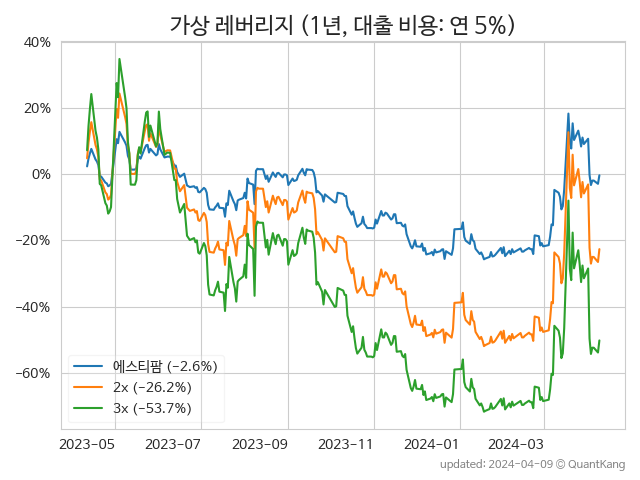 가상 레버리지 (1년, 대출 비용: 연 5%)
40%
20%
0%
−20%
−40%
−60%
에스티팜 (−2.6%)
2x (−26.2%)
3x (−53.7%)
2023−05 2023−07 2023−09 2023−11 2024−01 2024−03
updated: 2024−04−09 © QuantKang